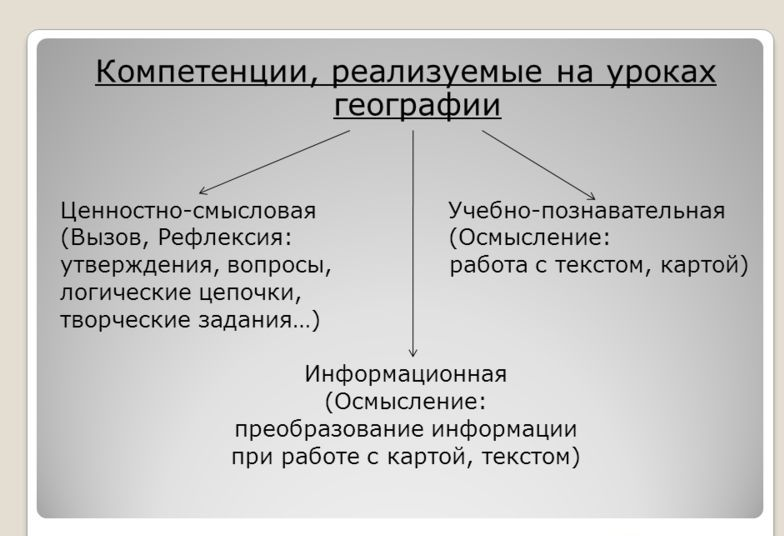 Компетенции, реализуемые на уроках
географии
Ценностно-смысловая
(Вызов, Рефлексия:
утверждения, вопросы,
логические цепочки,
творческие задания…)
Учебно-познавательная
(Осмысление:
работа с текстом, картой)
Информационная
(Осмысление:
преобразование информации
при работе с картой, текстом)